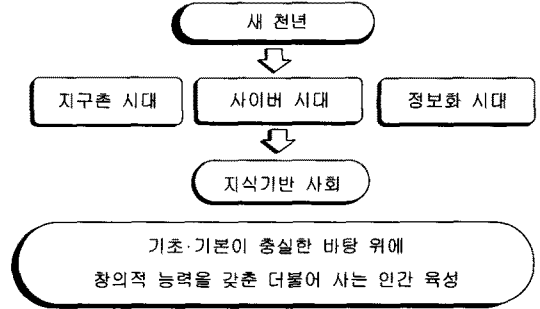 새 천년
지구촌 시대
사이버 시대
정보화 시대
지식기반 사회
기초·기본이 충실한 바탕 위에
창의적 능력을 갖춘 더불어 사는 인간 육성